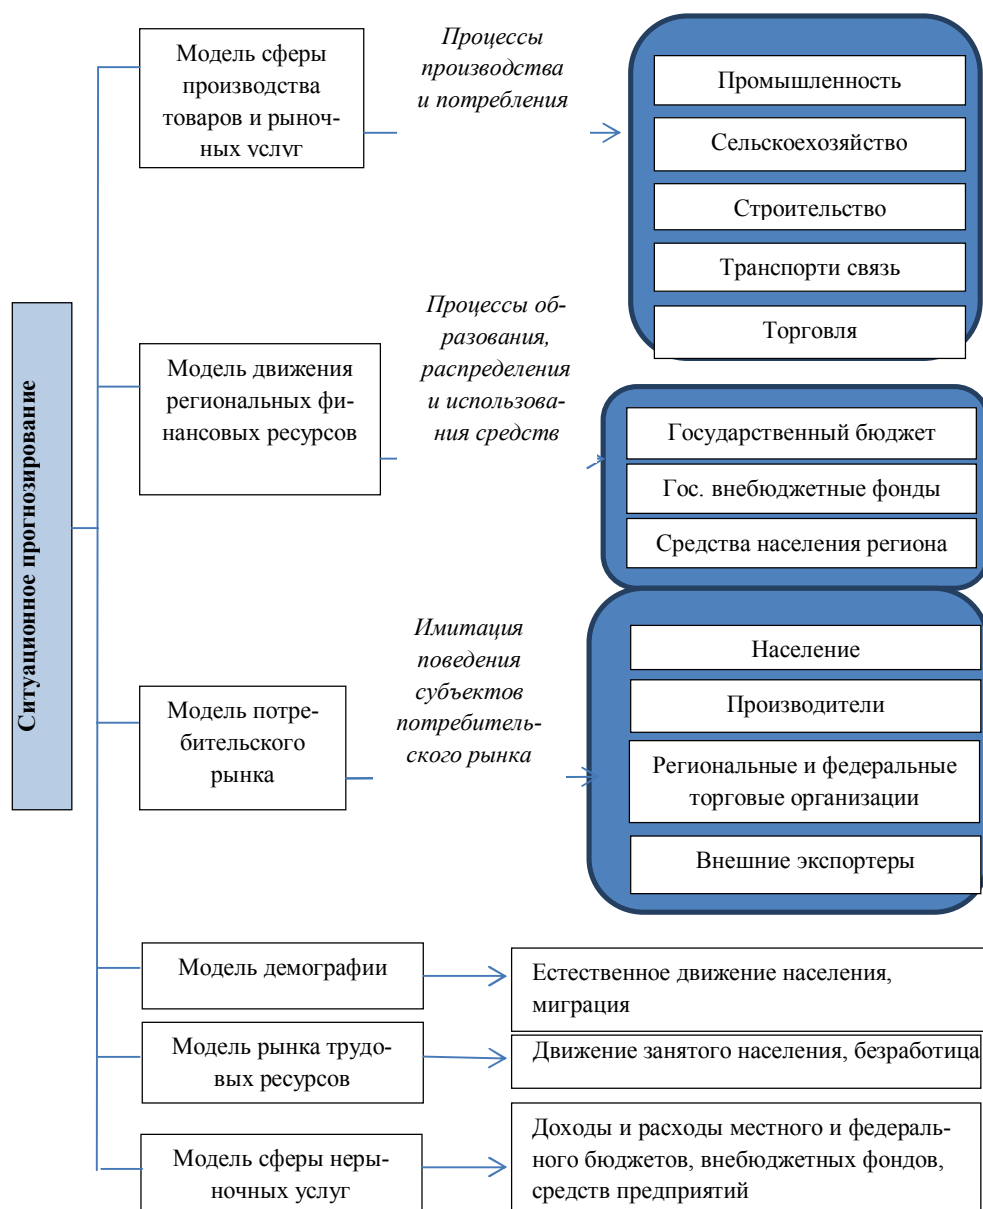 Ситуационное прогнозирование
Модель сферы
производства
товаров и рыноч-
ных услуг
Процессы
производства
и потребления
Промышленность
Сельскоехозяйство
Строительство
Транспорти связь
Торговля
Модель движения
региональных фи-
нансовых ресурсов
Процессы об-
разования,
распределения
и использова-
ния средств
Государственный бюджет
Гос. внебюджетные фонды
Средства населения региона
Модель потре-
бительского
рынка
Имитация
поведения
субъектов
потребитель-
ского рынка
Население
Производители
Региональные и федеральные
торговые организации
Внешние экспортеры
Модель демографии
Естественное движение населения,
миграция
Модель рынка трудо-
вых ресурсов
Движение занятого населения, безработица
Модель сферы неры-
ночных услуг
Доходы и расходы местного и федераль-
ного бюджетов, внебюджетных фондов,
средств предприятий